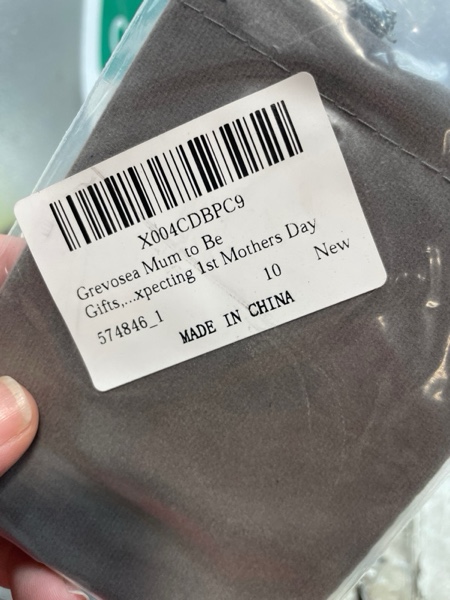 X004CDBPC9
Grevosea Mum to Be
Gifts,...xpecting 1st Mothers Day
10 New
574846_1
MADE IN CHINA